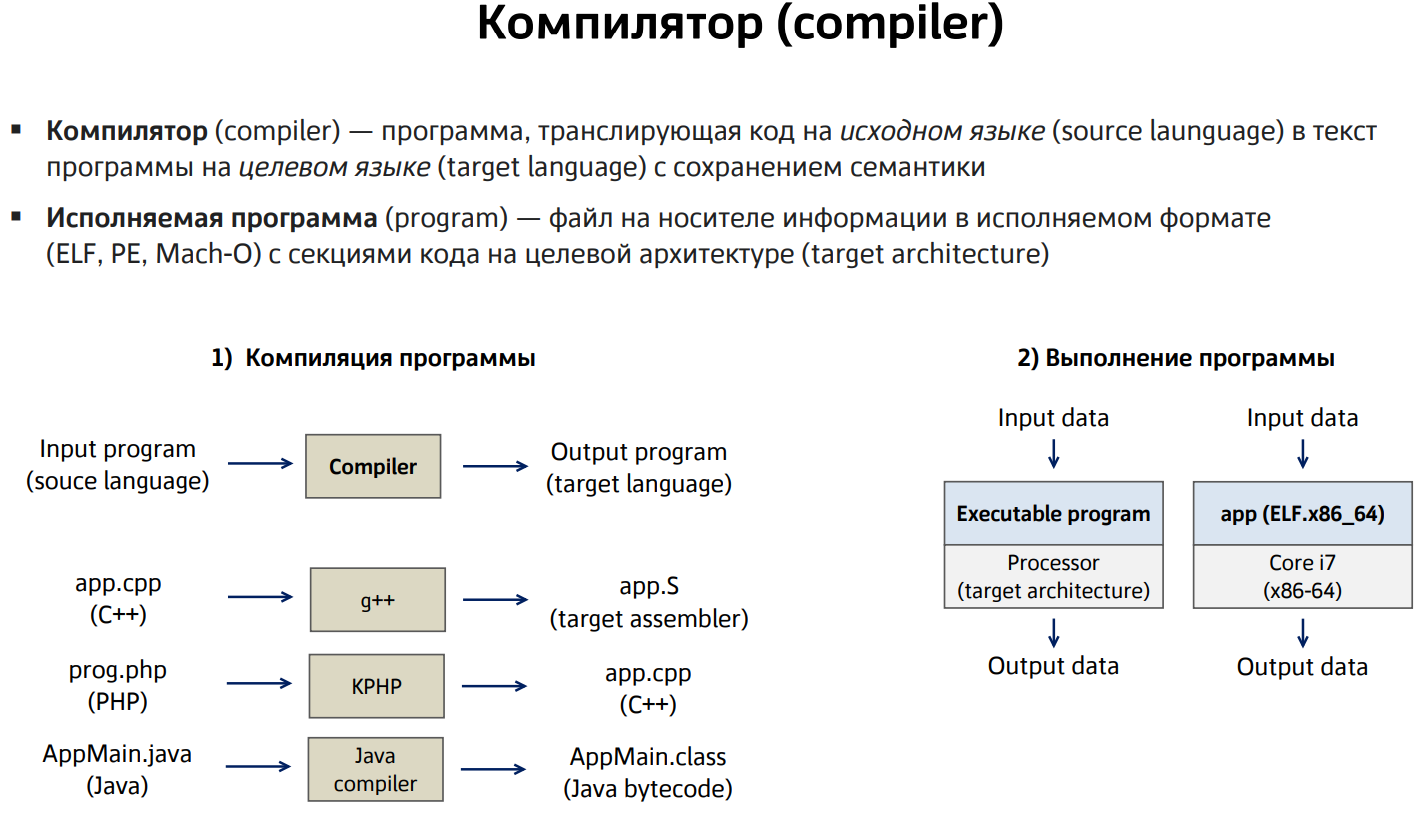 Компилятор (compiler)
▪ Компилятор (compiler) — программа, транслирующая код на исходном языке (source launguage) в текст
программы на целевом языке (target language) с сохранением семантики
▪ Исполняемая программа (program) — файл на носителе информации в исполняемом формате
(ELF, PE, Mach-O) с секциями кода на целевой архитектуре (target architecture)
1) Компиляция программы
Input program
(souce language)
Compiler
Output program
(target language)
app.cpp
(C++)
g++
app.S
(target assembler)
prog.php
(PHP)
KPHP
app.cpp
(C++)
AppMain.java
(Java)
Java
compiler
AppMain.class
(Java bytecode)
2) Выполнение программы
Input data
Executable program
Processor
(target architecture)
Output data
Input data
app (ELF.x86_64)
Core i7
(x86-64)
Output data